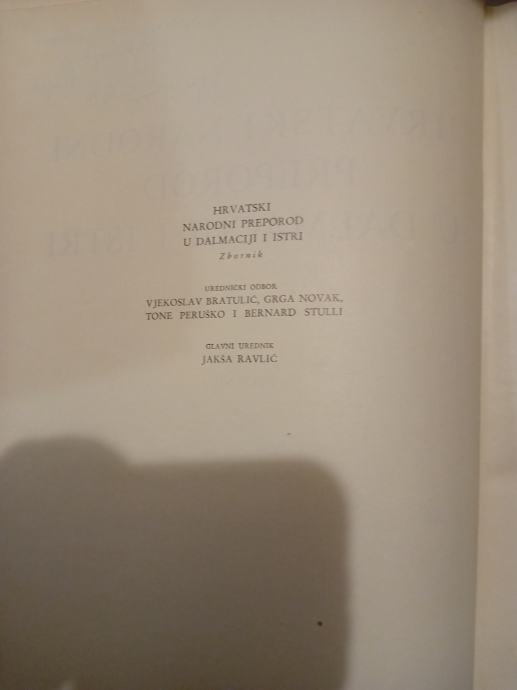 HRVATSKI
NARODNI PREPOROD
U DALMACIJI I ISTRI
Zbornik
UREDNIČKI ODBOR
VJEKOSLAV BRATULIĆ, GRGA NOVAK,
TONE PERUŠKO I BERNARD STULLI
GLAVNI UREDNIK
JAKŠA RAVLIĆ